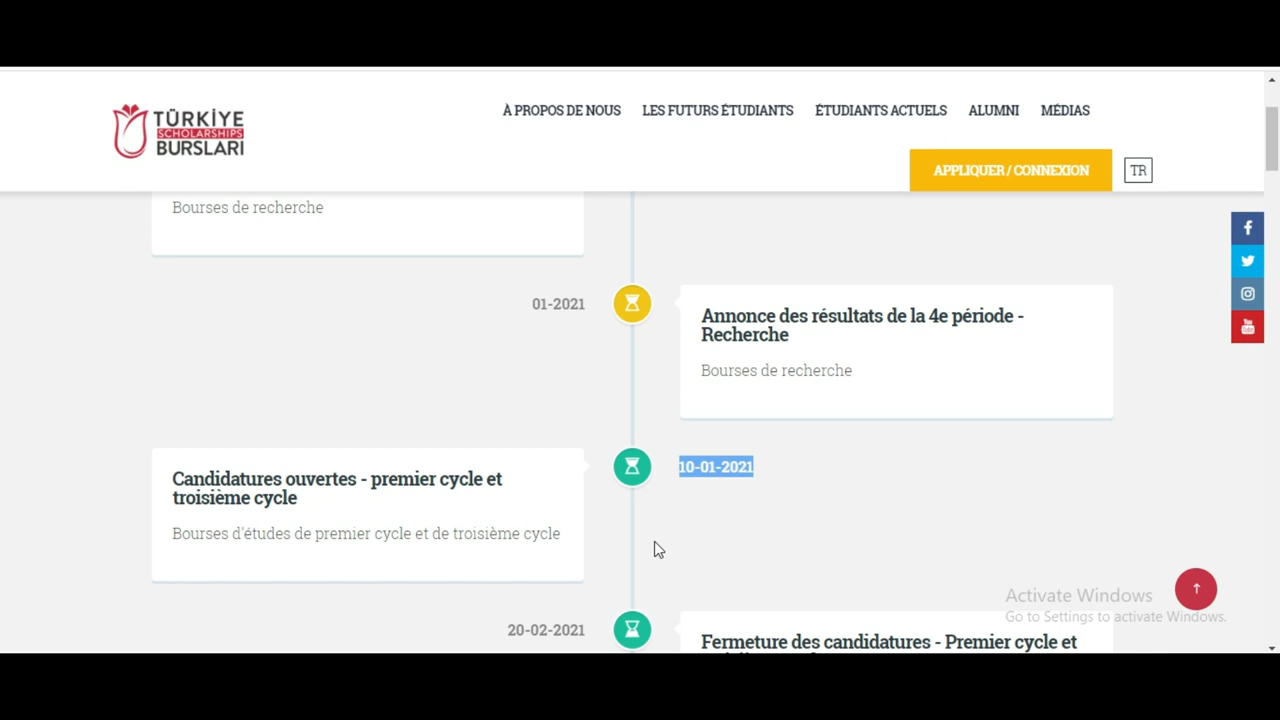 À PROPOS DE NOUS LES FUTURS ÉTUDIANTS ÉTUDIANTS ACTUELS ALUMNI MÉDIAS
TÜRKİYE
SCHOLARSHIPS
BURSLARI
APPLIQUER / CONNEXION TR
Bourses de recherche
01-2021
Annonce des résultats de la 4e période -
Recherche
Bourses de recherche
10-01-2021
Candidatures ouvertes - premier cycle et
troisième cycle
Bourses d'études de premier cycle et de troisième cycle
20-02-2021
Fermeture des candidatures - Premier cycle et
Activate Windows
Go to Settings to activate Windows.